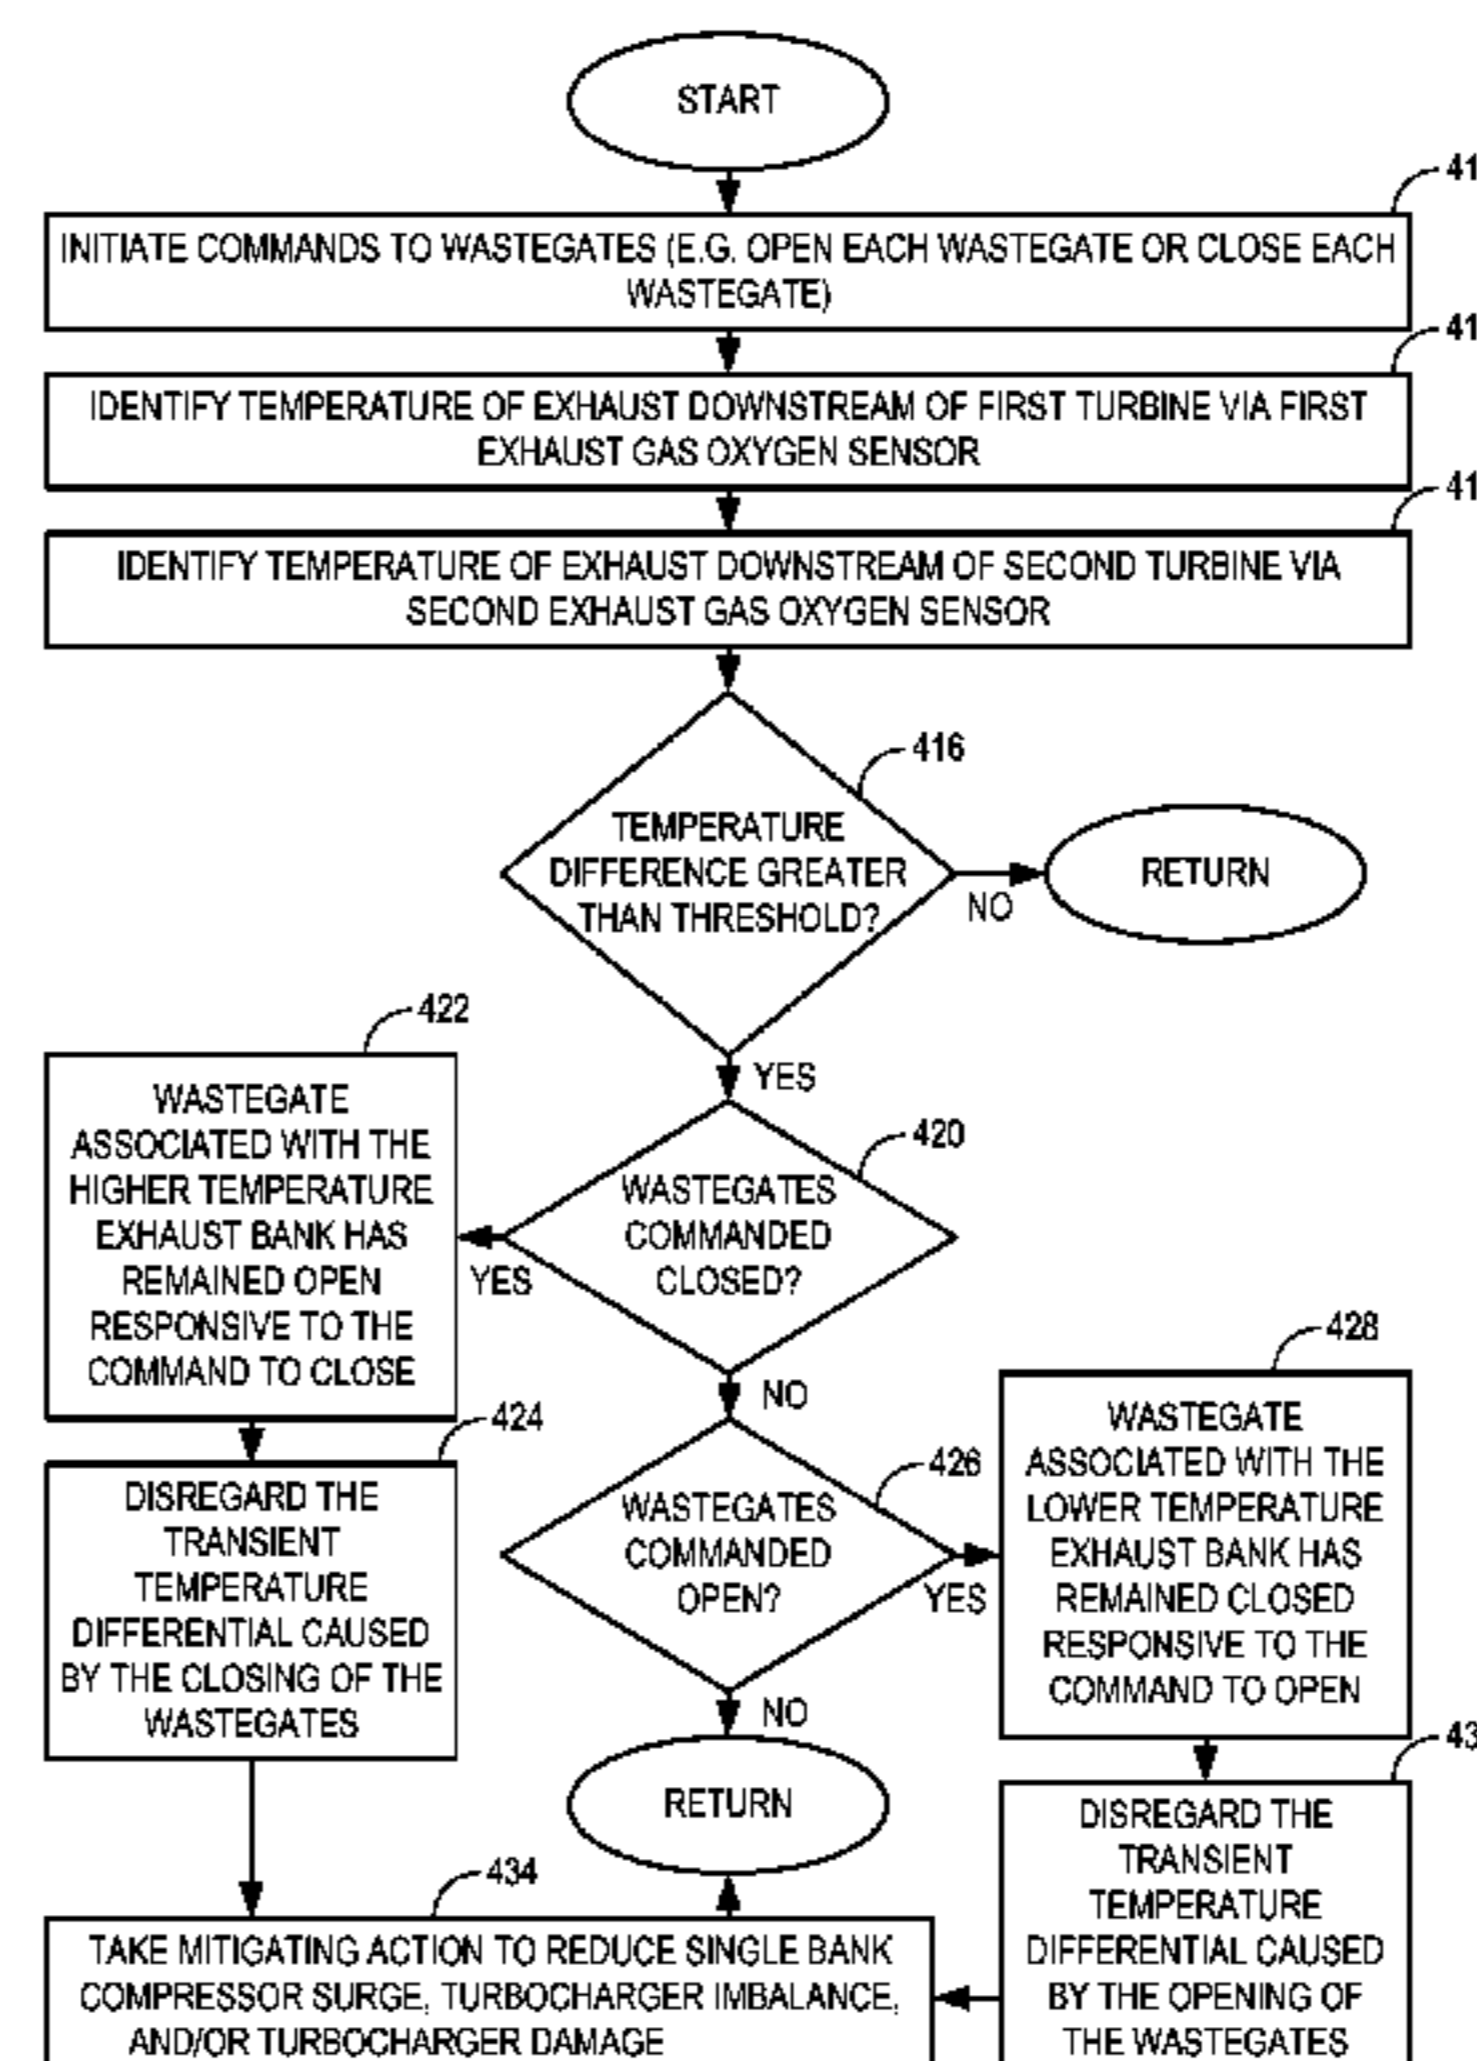 START
INITIATE COMMANDS TO WASTEGATES (E.G. OPEN EACH WASTEGATE OR CLOSE EACH
WASTEGATE)
IDENTIFY TEMPERATURE OF EXHAUST DOWNSTREAM OF FIRST TURBINE VIA FIRST
EXHAUST GAS OXYGEN SENSOR
IDENTIFY TEMPERATURE OF EXHAUST DOWNSTREAM OF SECOND TURBINE VIA
SECOND EXHAUST GAS OXYGEN SENSOR
416
TEMPERATURE
DIFFERENCE GREATER
THAN THRESHOLD?
NO
RETURN
YES
420
WASTEGATES
COMMANDED
CLOSED?
YES
422
WASTEGATE
ASSOCIATED WITH THE
HIGHER TEMPERATURE
EXHAUST BANK HAS
REMAINED OPEN
RESPONSIVE TO THE
COMMAND TO CLOSE
424
DISREGARD THE
TRANSIENT
TEMPERATURE
DIFFERENTIAL CAUSED
BY THE CLOSING OF THE
WASTEGATES
NO
426
WASTEGATES
COMMANDED
OPEN?
YES
428
WASTEGATE
ASSOCIATED WITH THE
LOWER TEMPERATURE
EXHAUST BANK HAS
REMAINED CLOSED
RESPONSIVE TO THE
COMMAND TO OPEN
NO
RETURN
DISREGARD THE
TRANSIENT
TEMPERATURE
DIFFERENTIAL CAUSED
BY THE OPENING OF
THE WASTEGATES
434
TAKE MITIGATING ACTION TO REDUCE SINGLE BANK
COMPRESSOR SURGE, TURBOCHARGER IMBALANCE,
AND/OR TURBOCHARGER DAMAGE